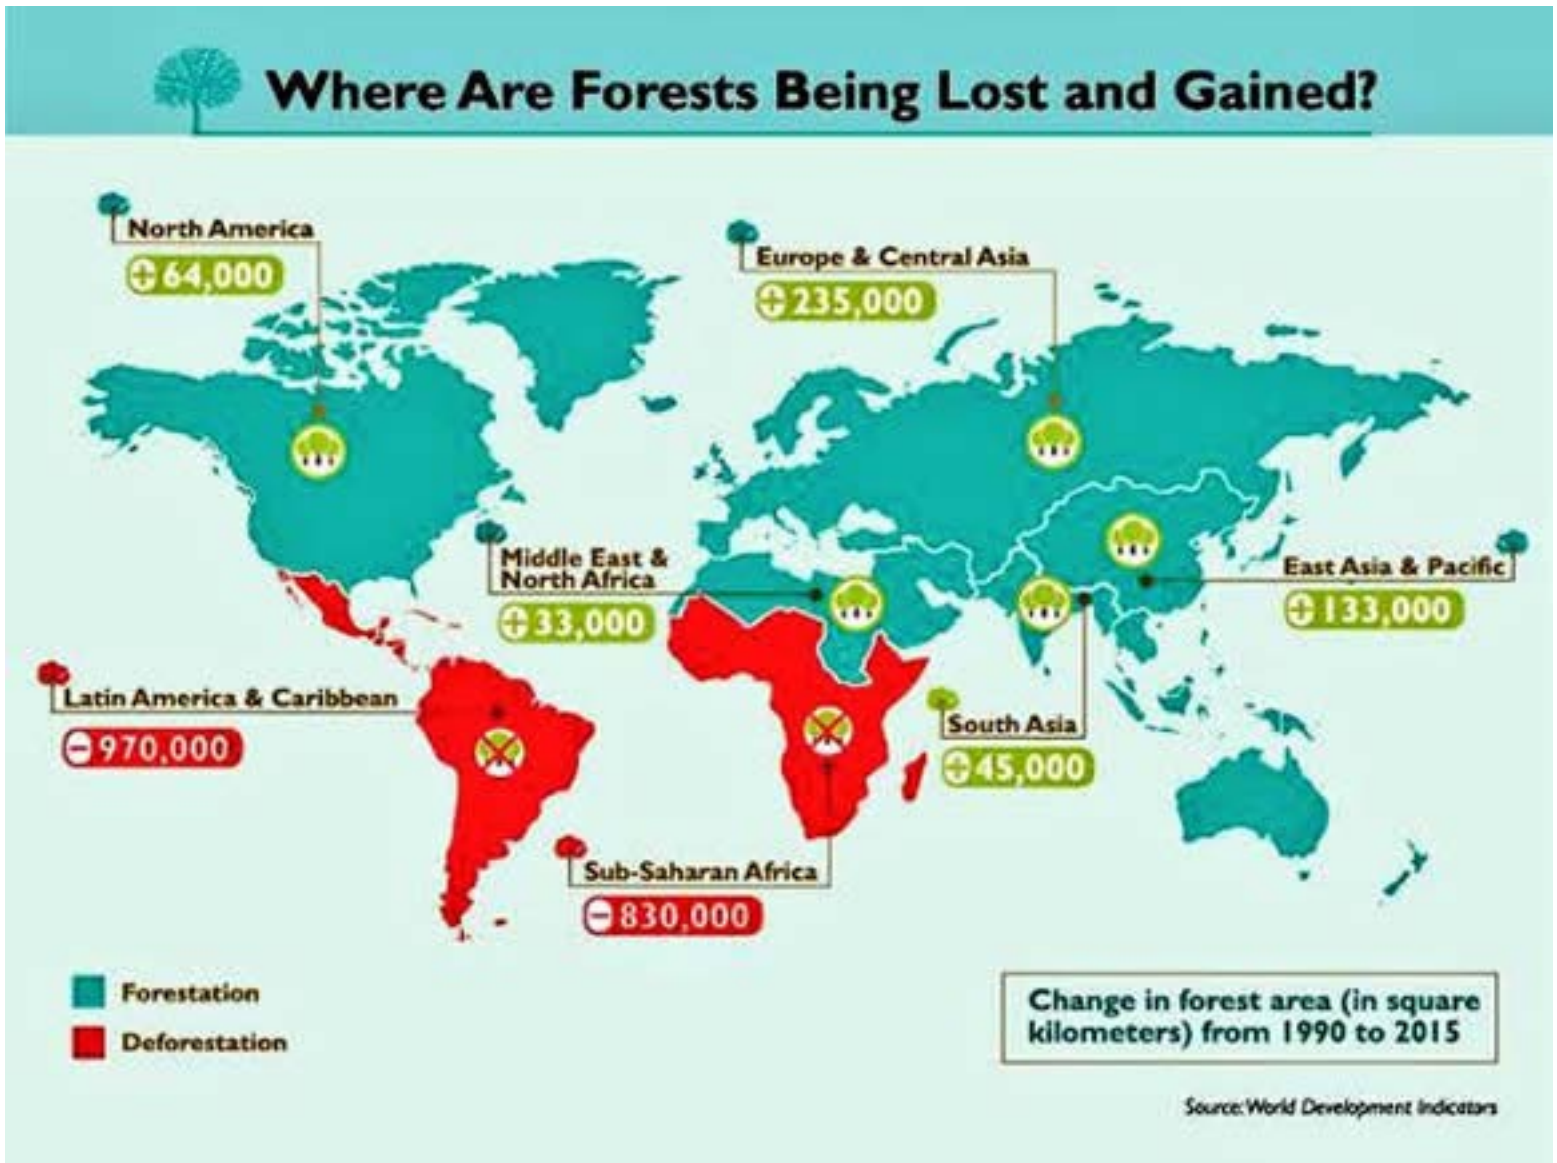 Where Are Forests Being Lost and Gained?
North America
+ 64,000
Europe & Central Asia
+ 235,000
Middle East &
North Africa
+ 33,000
East Asia & Pacific
+ 133,000
Latin America & Caribbean
− 970,000
South Asia
+ 45,000
Sub-Saharan Africa
− 830,000
Forestation
Deforestation
Change in forest area (in square
kilometers) from 1990 to 2015
Source: World Development Indicators